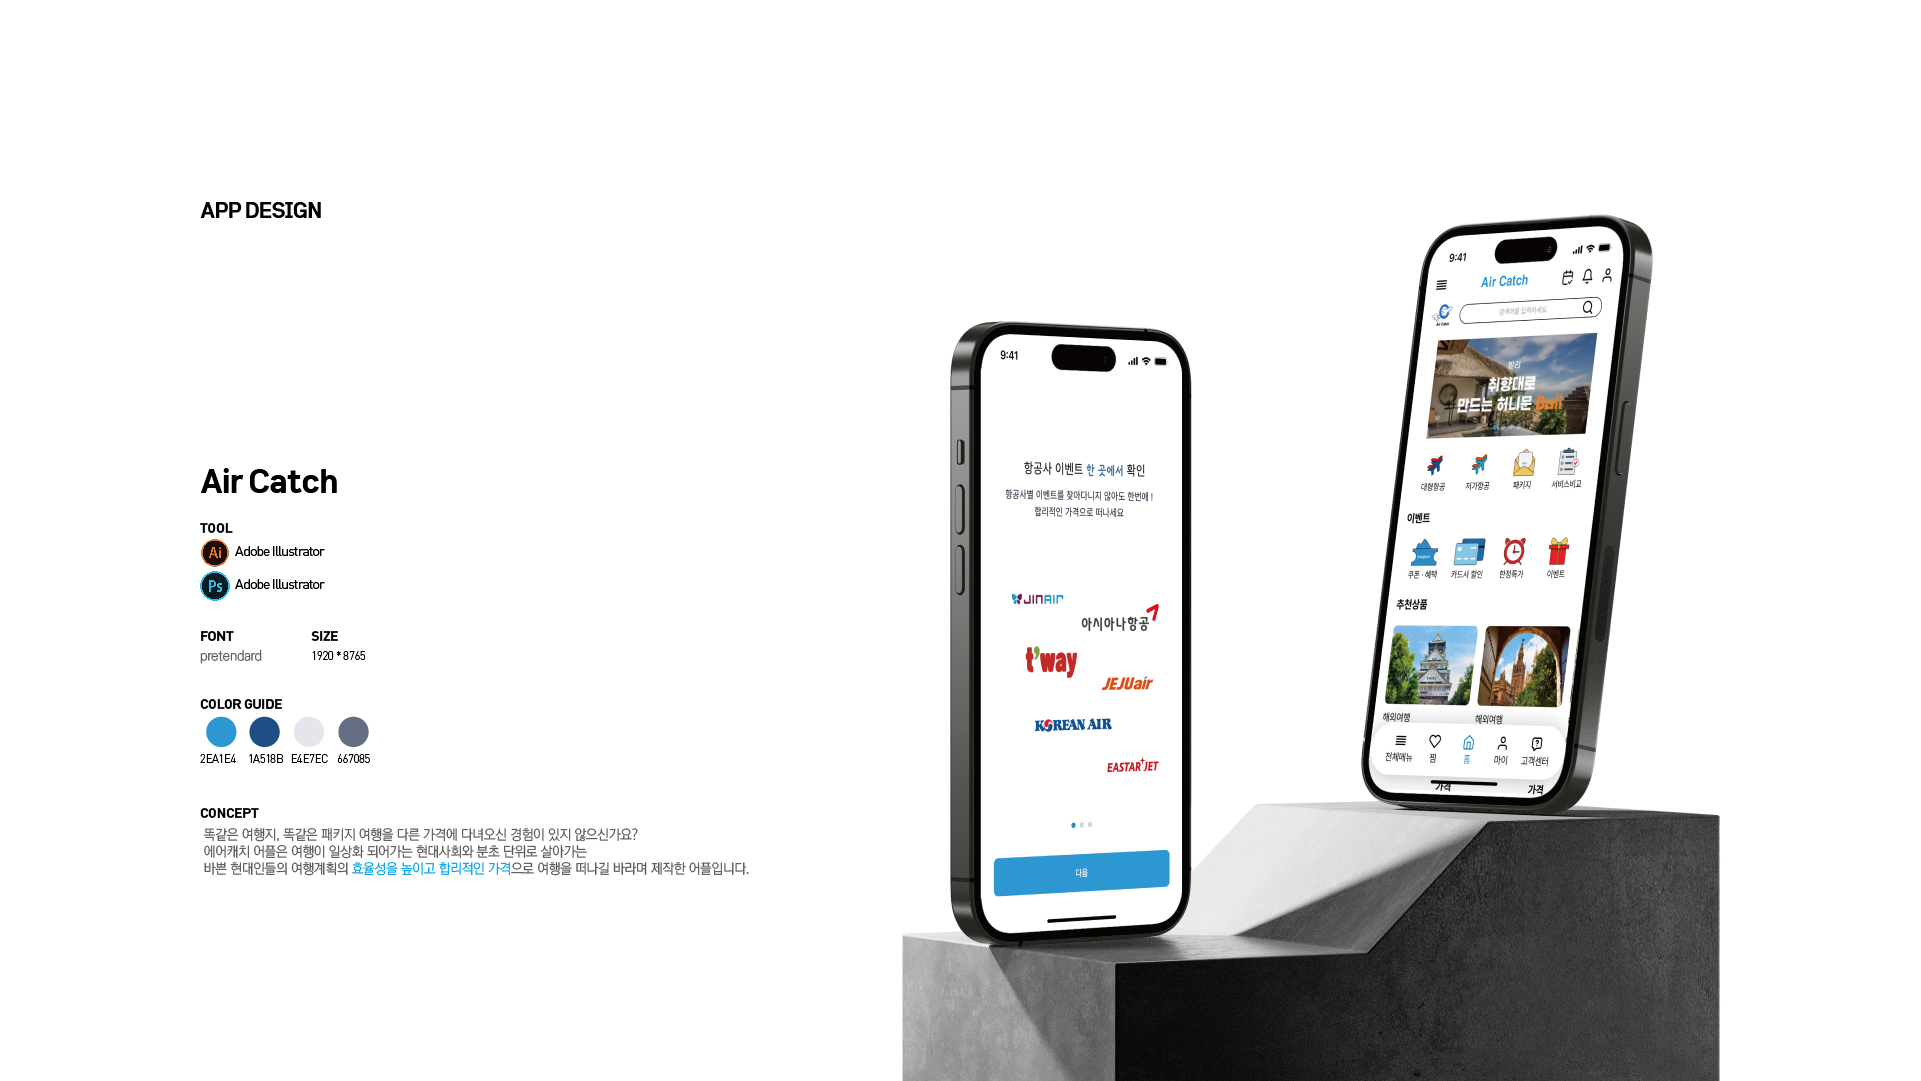 APP DESIGN
Air Catch
TOOL
Ai Adobe Illustrator
Ps Adobe Illustrator
FONT
pretendard
SIZE
1920 * 8765
COLOR GUIDE
2EA1E4 1A518B E4E7EC 667085
CONCEPT
똑같은 여행지, 똑같은 패키지 여행을 다른 가격에 다녀오신 경험이 있지 않으신가요?
에어캐치 어플은 여행이 일상화 되어가는 현대사회와 분초 단위로 살아가는
바쁜 현대인들의 여행계획의 효율성을 높이고 합리적인 가격으로 여행을 떠나길 바라며 제작한 어플입니다.
9:41
항공사 이벤트 한 곳에서 확인
항공사별 이벤트를 찾아다니지 않아도 한번에 !
합리적인 가격으로 떠나세요
JINAIR
아시아나항공
t'way
JEJUair
KOREAN AIR
EASTAR JET
다음
9:41
Air Catch
Air Catch
검색어를 입력하세요
발리
취향대로
만드는 허니문 Bali
대형항공 저가항공 패키지 서비스비교
이벤트
쿠폰 · 혜택 카드사 할인 한정특가 이벤트
추천상품
해외여행 해외여행
전체메뉴 찜 홈 마이 고객센터
가격 가격